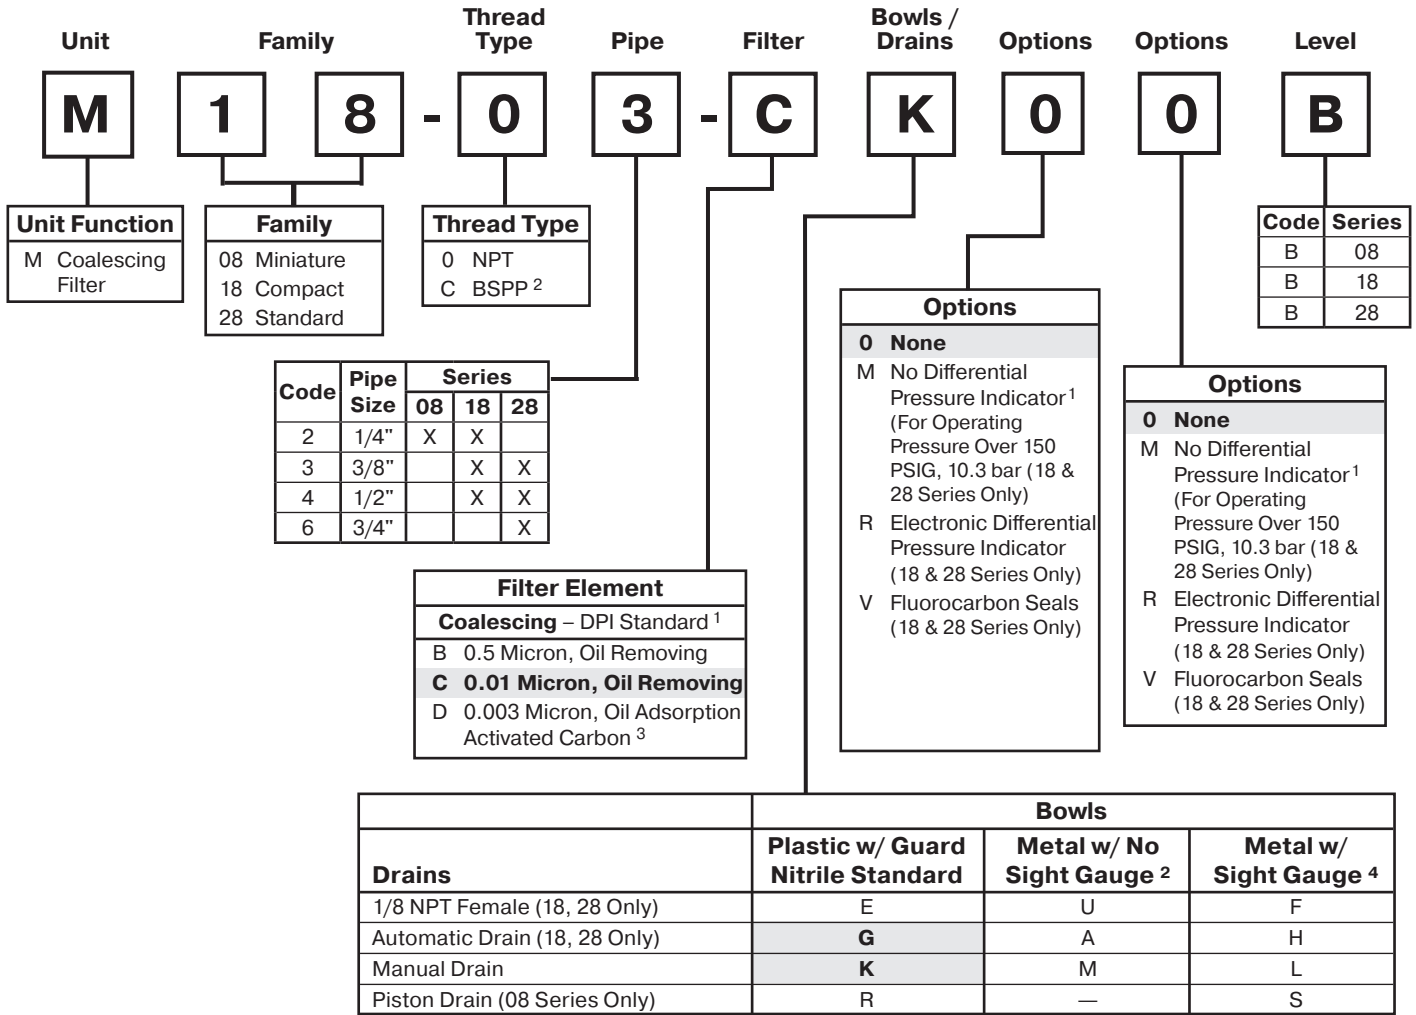 Unit Family Thread Type Pipe Filter Bowls / Drains Options Options Level
M 1 8 - 0 3 - C K 0 0 B
Unit Function
M Coalescing
Filter
Family
08 Miniature
18 Compact
28 Standard
Thread Type
0 NPT
C BSPP 2
Code Series
B 08
B 18
B 28
Code Pipe Size Series
08 18 28
2 1/4" X X
3 3/8" X X
4 1/2" X X
6 3/4" X
Options
0 None
M No Differential
Pressure Indicator 1
(For Operating
Pressure Over 150
PSIG, 10.3 bar (18 &
28 Series Only)
R Electronic Differential
Pressure Indicator
(18 & 28 Series Only)
V Fluorocarbon Seals
(18 & 28 Series Only)
Options
0 None
M No Differential
Pressure Indicator 1
(For Operating
Pressure Over 150
PSIG, 10.3 bar (18 &
28 Series Only)
R Electronic Differential
Pressure Indicator
(18 & 28 Series Only)
V Fluorocarbon Seals
(18 & 28 Series Only)
Filter Element
Coalescing – DPI Standard 1
B 0.5 Micron, Oil Removing
C 0.01 Micron, Oil Removing
D 0.003 Micron, Oil Adsorption
Activated Carbon 3
Bowls
Drains Plastic w/ Guard Nitrile Standard Metal w/ No Sight Gauge 2 Metal w/ Sight Gauge 4
1/8 NPT Female (18, 28 Only) E U F
Automatic Drain (18, 28 Only) G A H
Manual Drain K M L
Piston Drain (08 Series Only) R — S